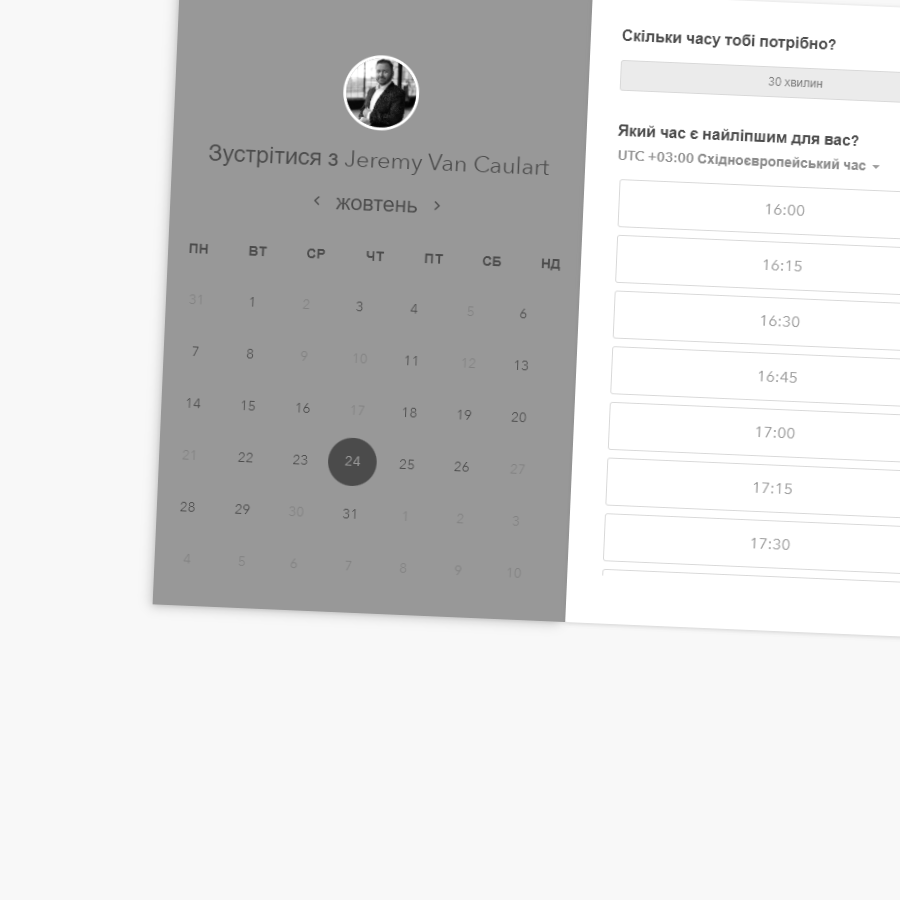 Зустрітися з Jeremy Van Caulart
жовтень
ПН ВТ СР ЧТ ПТ СБ НД
31 1 2 3 4 5 6
7 8 9 10 11 12 13
14 15 16 17 18 19 20
21 22 23 24 25 26 27
28 29 30 31 1 2 3
4 5 6 7 8 9 10
Скільки часу тобі потрібно?
30 хвилин
Який час є найліпшим для вас?
UTC +03:00 Східноєвропейський час
16:00
16:15
16:30
16:45
17:00
17:15
17:30